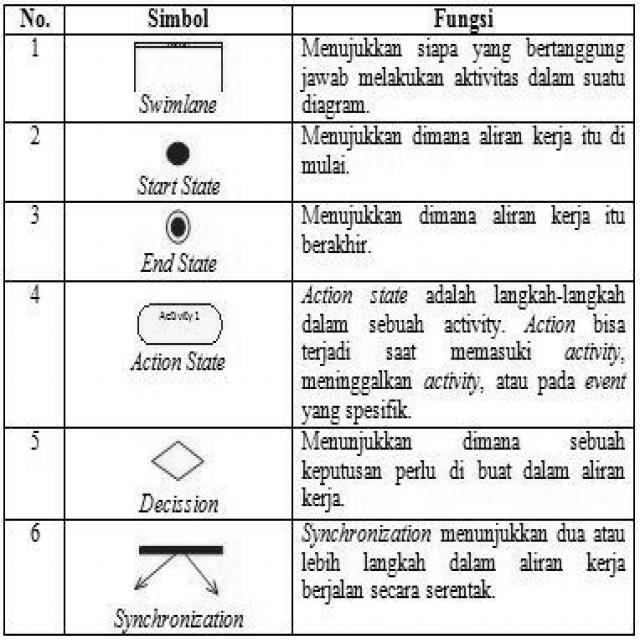 No. Simbol Fungsi
1
Swimlane
Menujukkan siapa yang bertanggung
jawab melakukan aktivitas dalam suatu
diagram.
2
Start State
Menujukkan dimana aliran kerja itu di
mulai.
3
End State
Menujukkan dimana aliran kerja itu
berakhir.
4
Activity 1
Action State
Action state adalah langkah-langkah
dalam sebuah activity. Action bisa
terjadi saat memasuki activity,
meninggalkan activity, atau pada event
yang spesifik.
5
Decission
Menunjukkan dimana sebuah
keputusan perlu di buat dalam aliran
kerja.
6
Synchronization
Synchronization menunjukkan dua atau
lebih langkah dalam aliran kerja
berjalan secara serentak.